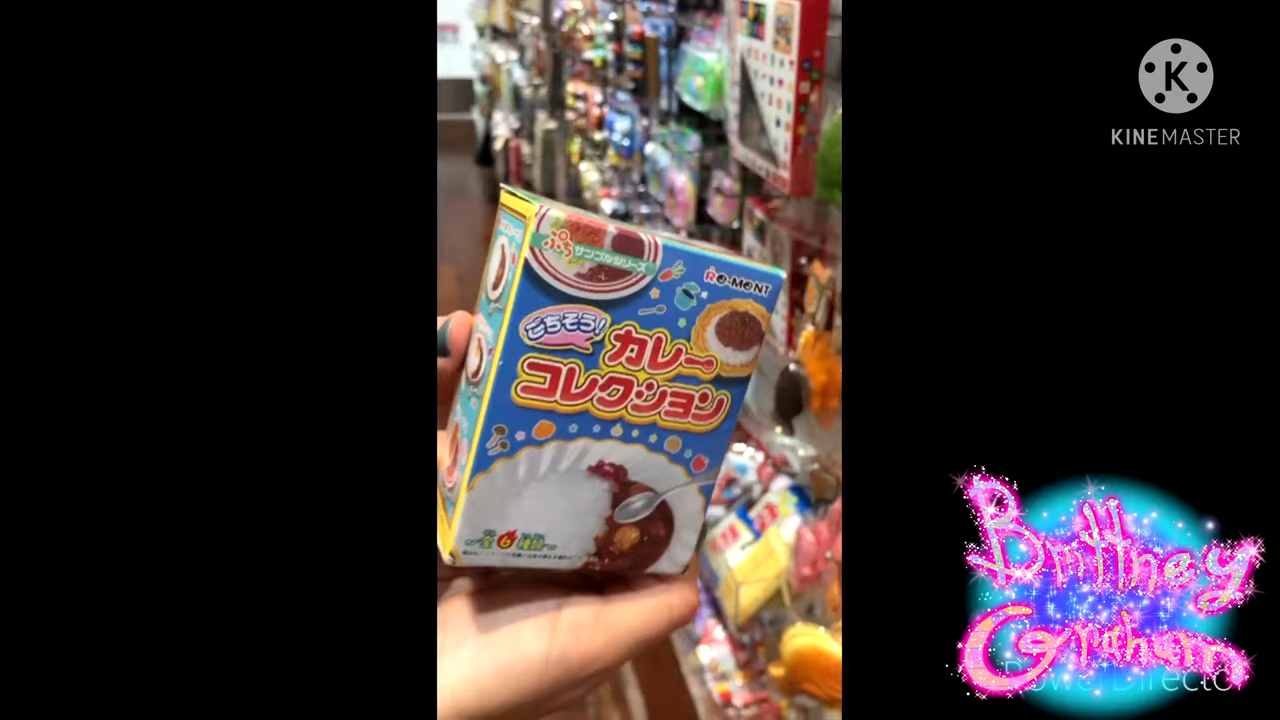 KINEMASTER
ぷち
サンプルシリーズ
RE-MENT
ごちそう!
カレー
コレクション
全6種類
Brittney
Graham
PowerDirector